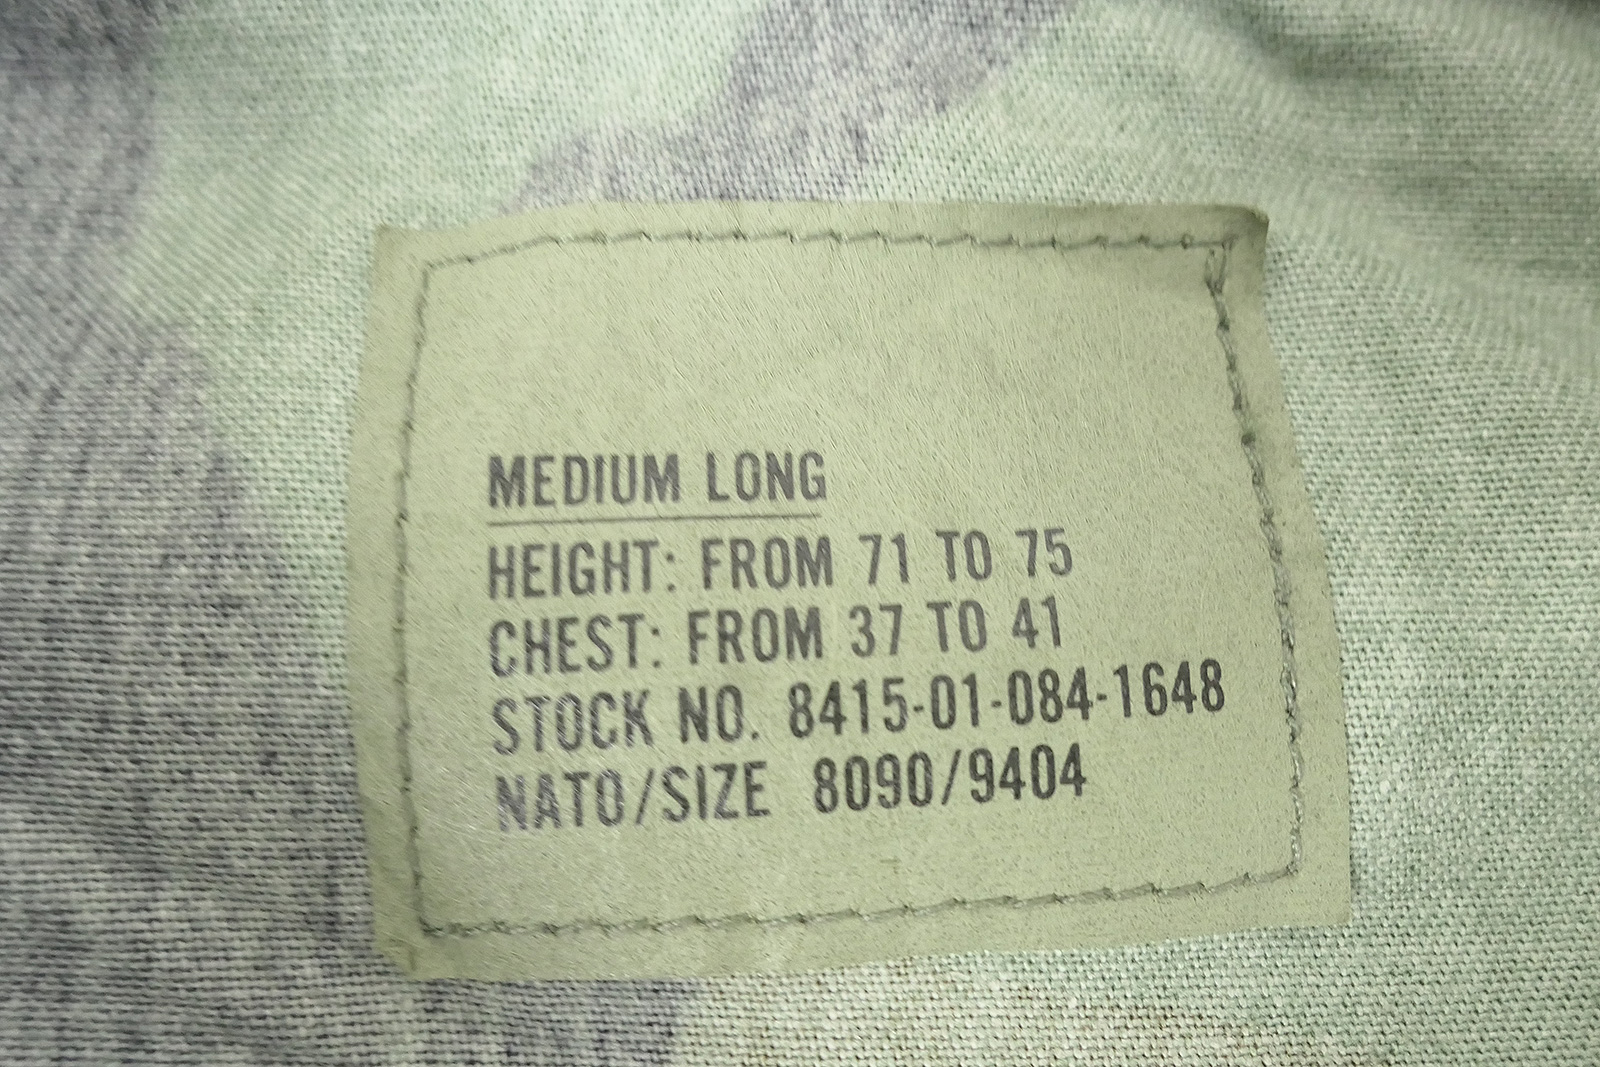 MEDIUM LONG
HEIGHT: FROM 71 TO 75
CHEST: FROM 37 TO 41
STOCK NO. 8415-01-084-1648
NATO/SIZE 8090/9404